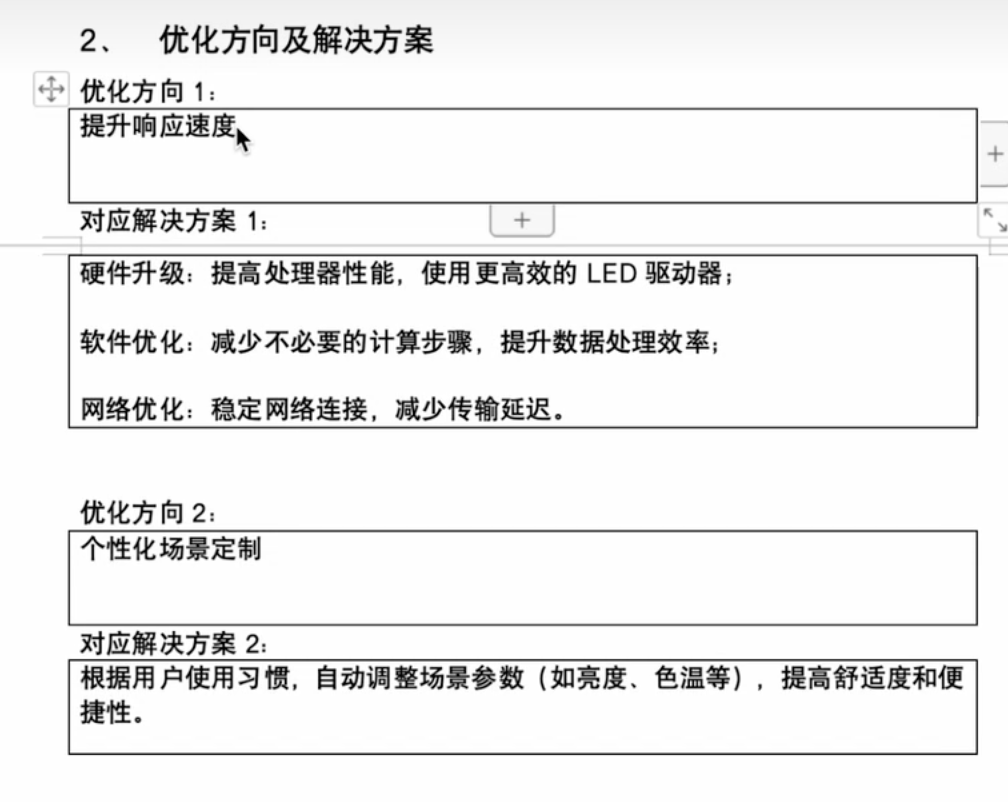 2、 优化方向及解决方案
优化方向 1：
提升响应速度
对应解决方案 1：
硬件升级：提高处理器性能，使用更高效的 LED 驱动器；
软件优化：减少不必要的计算步骤，提升数据处理效率；
网络优化：稳定网络连接，减少传输延迟。
优化方向 2：
个性化场景定制
对应解决方案 2：
根据用户使用习惯，自动调整场景参数（如亮度、色温等），提高舒适度和便
捷性。